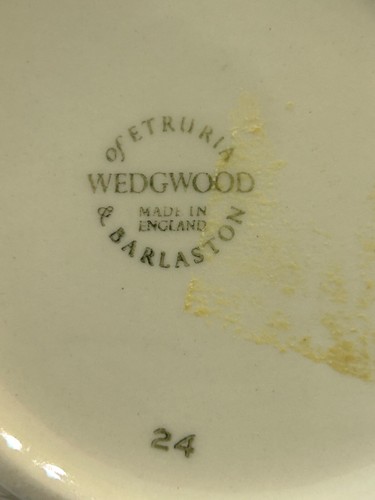 of ETRURIA
WEDGWOOD
MADE IN
ENGLAND
& BARLASTON
24